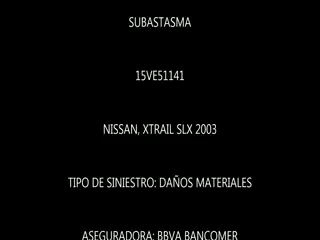 SUBASTASMA
15VE51141
NISSAN, XTRAIL SLX 2003
TIPO DE SINIESTRO: DAÑOS MATERIALES
ASEGURADORA: BBVA BANCOMER